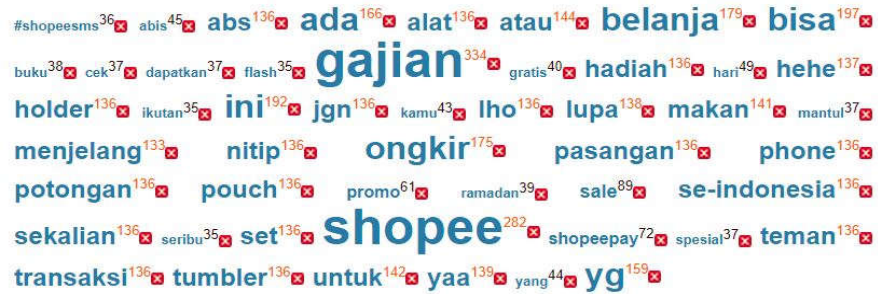 #shopeesms36 abis45 abs136 ada166 alat136 atau144 belanja179 bisa197
buku38 cek37 dapatkan37 flash35 gajian334 gratis40 hadiah136 hari49 hehe137
holder136 ikutan35 ini192 jgn136 kamu43 lho136 lupa138 makan141 mantul37
menjelang133 nitip136 ongkir175 pasangan136 phone136
potongan136 pouch136 promo61 ramadan39 sale89 se-indonesia136
sekalian136 seribu35 set136 shopee282 shopeepay72 spesial37 teman136
transaksi136 tumbler136 untuk142 yaa139 yang44 yg159